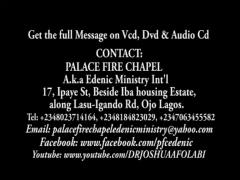 Get the full Message on Vcd, Dvd & Audio Cd
CONTACT:
PALACE FIRE CHAPEL
A.k.a Edenic Ministry Int'l
17, Ipaye St, Beside Iba housing Estate,
along Lasu-Igando Rd, Ojo Lagos.
Tel: +2348023714164, +2348184823023, +2347063455582
Email: palacefirechapeledenicministry@yahoo.com
Facebook: www.facebook.com/pfcedenic
Youtube: www.youtube.com/DRJOSHUAAFOLABI